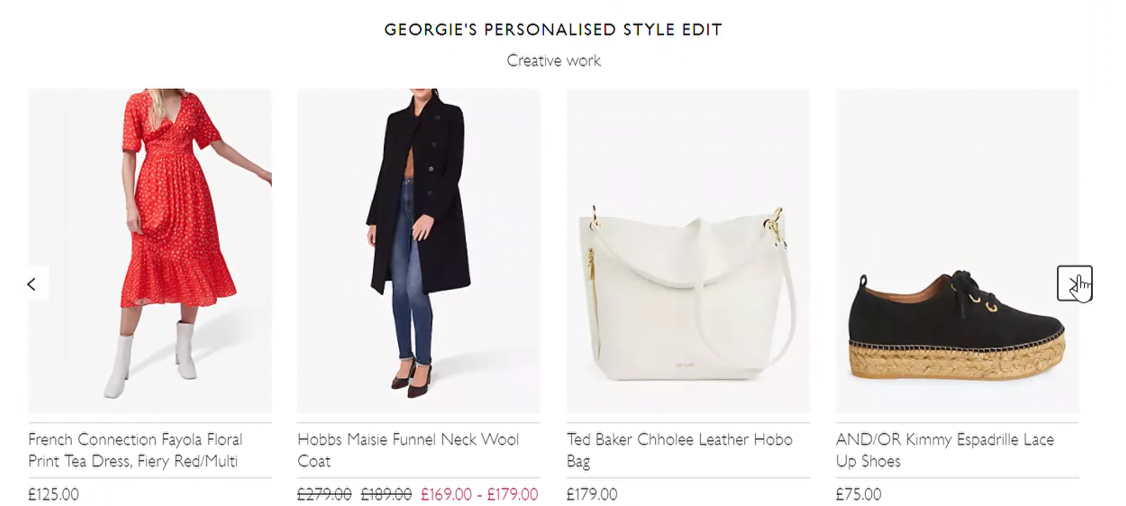 GEORGIE'S PERSONALISED STYLE EDIT
Creative work
French Connection Fayola Floral
Print Tea Dress, Fiery Red/Multi
£125.00
Hobbs Maisie Funnel Neck Wool
Coat
£279.00 £189.00 £169.00 - £179.00
Ted Baker Chholee Leather Hobo
Bag
£179.00
AND/OR Kimmy Espadrille Lace
Up Shoes
£75.00